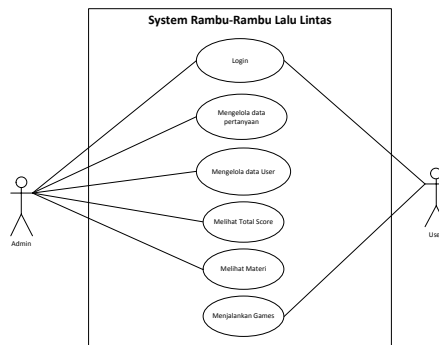 System Rambu-Rambu Lalu Lintas
Login
Mengelola data
pertanyaan
Mengelola data User
Melihat Total Score
Melihat Materi
Menjalankan Games
Admin
Use